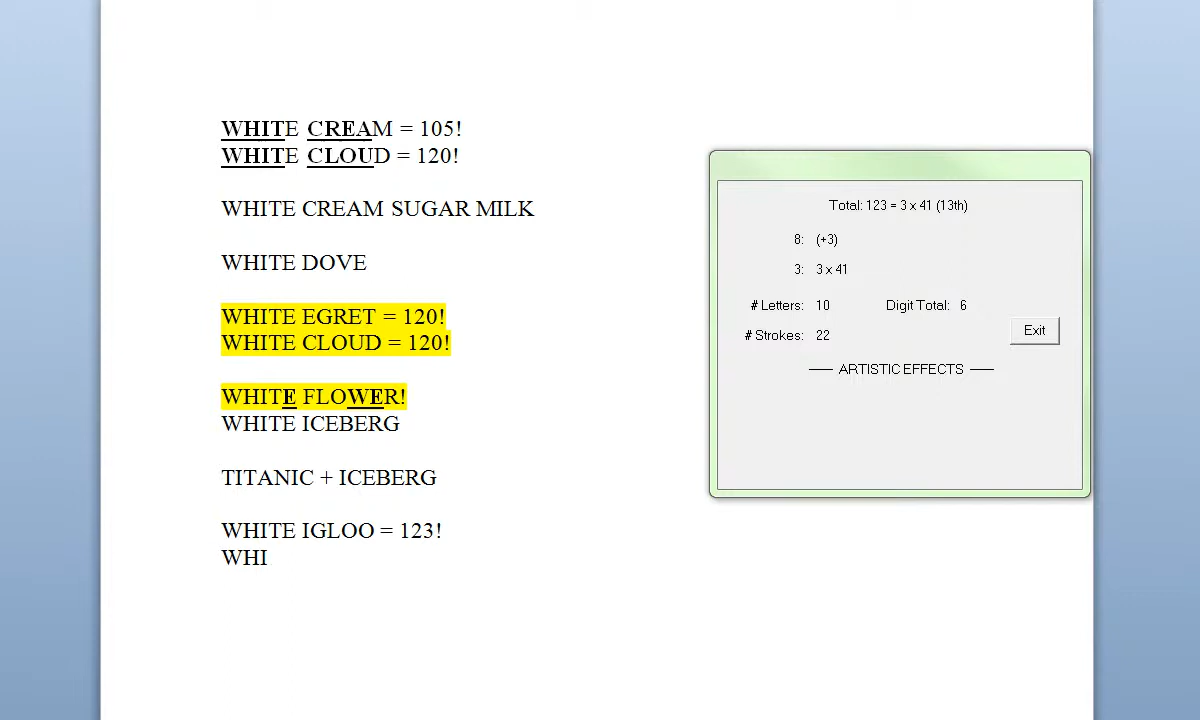 WHITE CREAM = 105!
WHITE CLOUD = 120!
WHITE CREAM SUGAR MILK
WHITE DOVE
WHITE EGRET = 120!
WHITE CLOUD = 120!
WHITE FLOWER!
WHITE ICEBERG
TITANIC + ICEBERG
WHITE IGLOO = 123!
WHI
Total: 123 = 3 x 41 (13th)
8: (+3)
3: 3 x 41
# Letters: 10 Digit Total: 6
# Strokes: 22
Exit
ARTISTIC EFFECTS